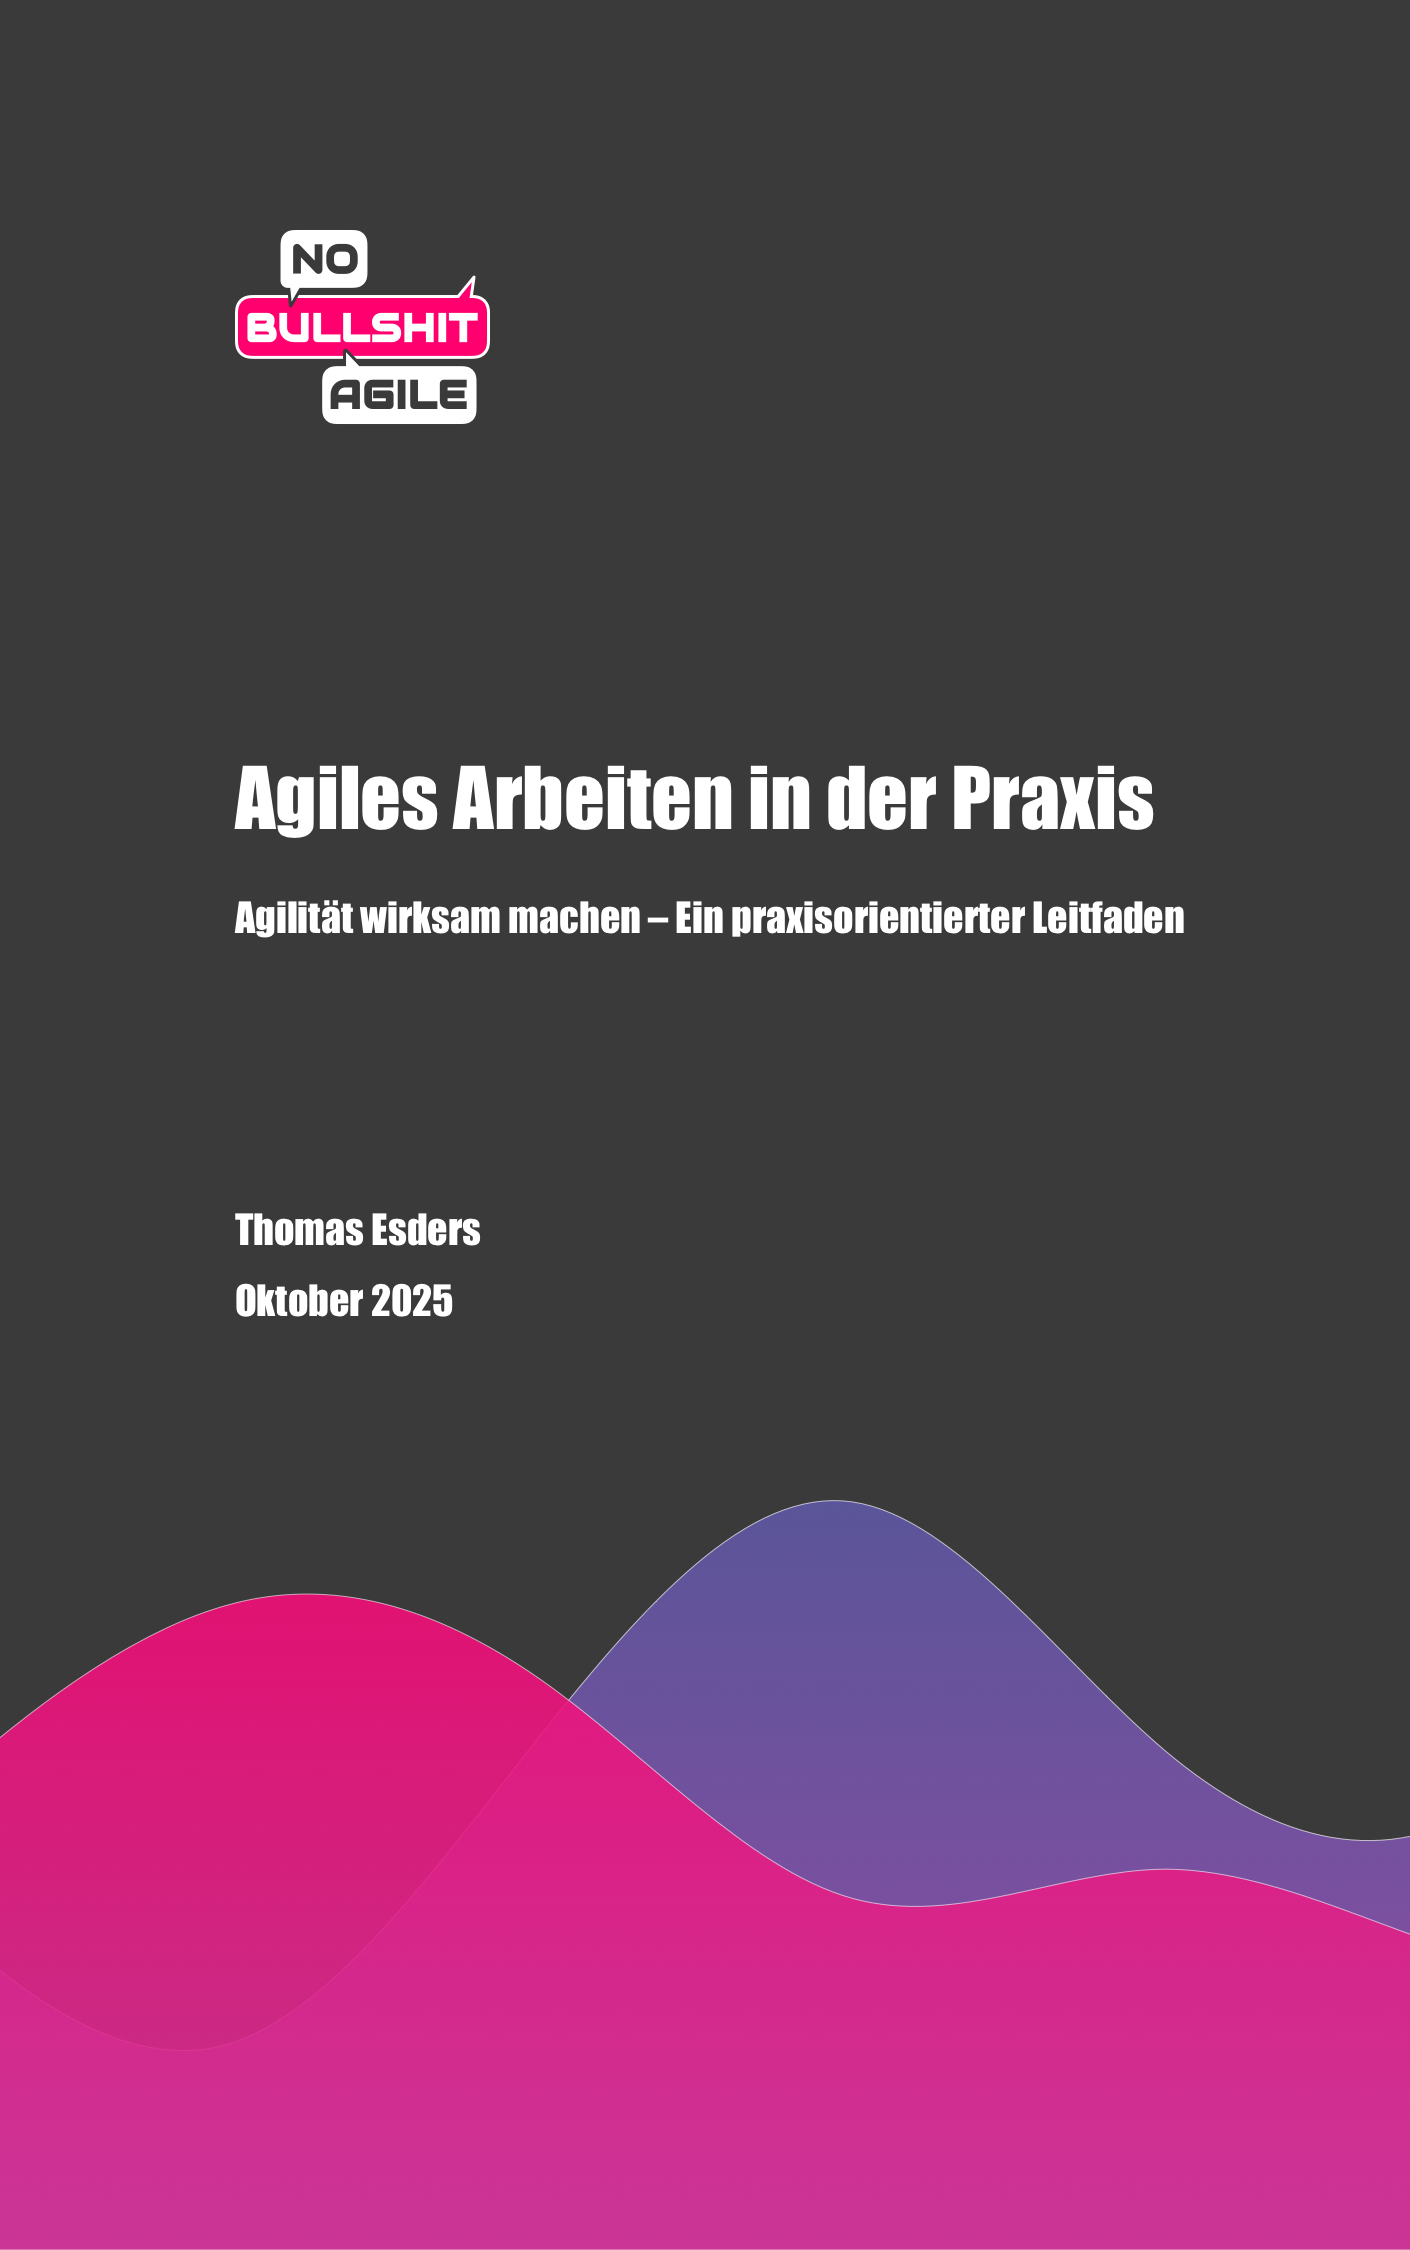 NO
BULLSHIT
AGILE
Agiles Arbeiten in der Praxis
Agilität wirksam machen – Ein praxisorientierter Leitfaden
Thomas Esders
Oktober 2025